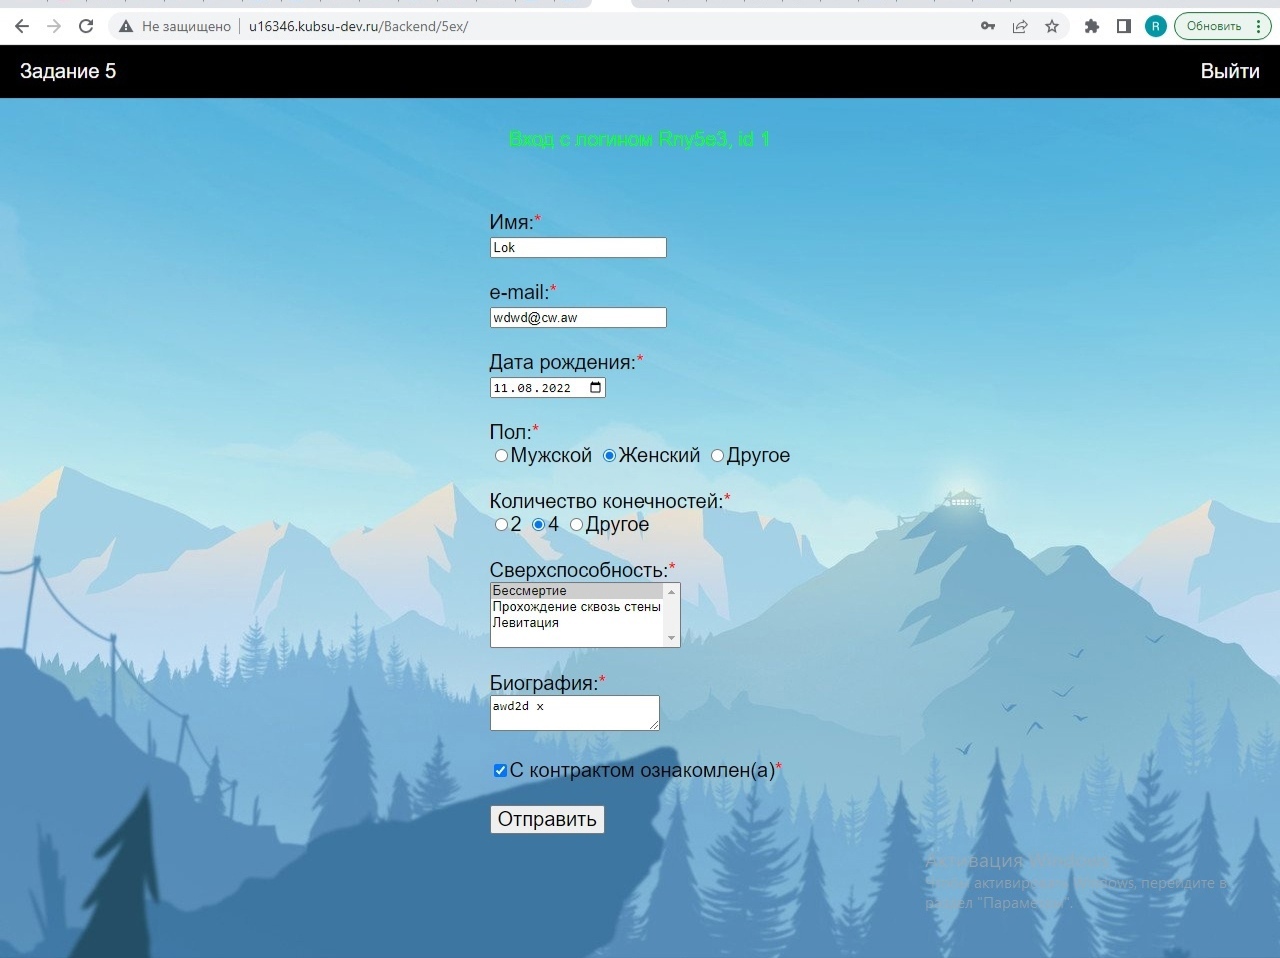 Не защищено u16346.kubsu-dev.ru/Backend/5ex/ R Обновить
Задание 5 Выйти
Вход с логином Rny5e3, id 1
Имя:*
Lok
e-mail:*
wdwd@cw.aw
Дата рождения:*
11.08.2022
Пол:*
Мужской Женский Другое
Количество конечностей:*
2 4 Другое
Сверхспособность:*
Бессмертие
Прохождение сквозь стены
Левитация
Биография:*
awd2d x
С контрактом ознакомлен(а)*
Отправить
Активация Windows
Чтобы активировать Windows, перейдите в
раздел "Параметры".